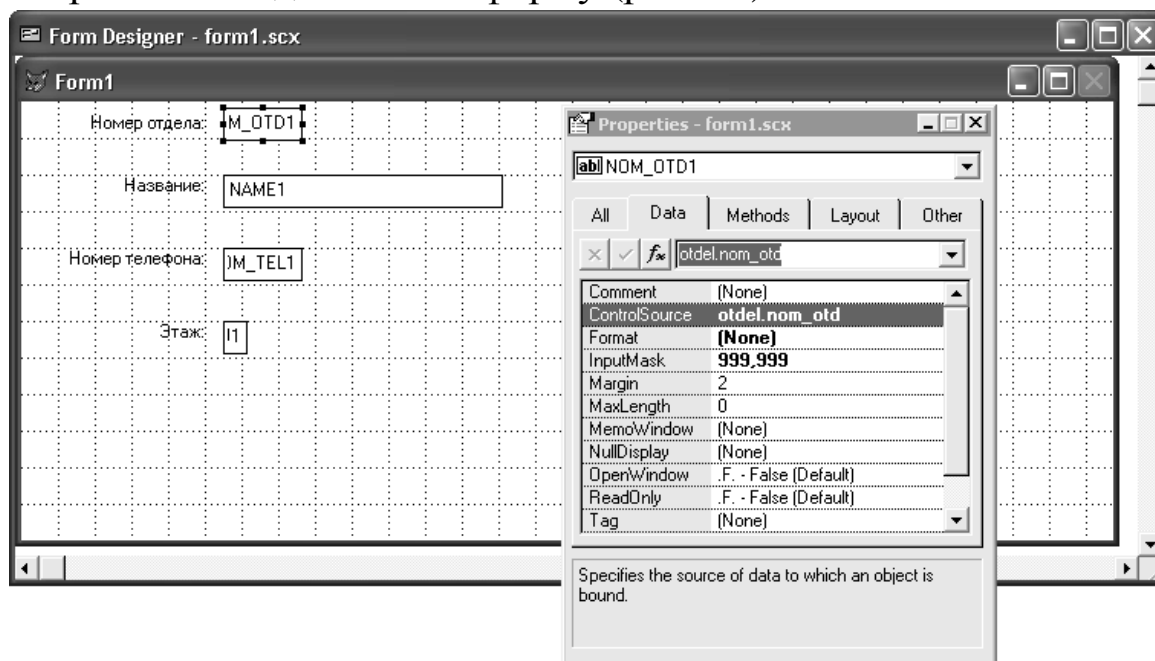 Form Designer - form1.scx
Form1
Номер отдела:
M_OTD1
Название:
NAME1
Номер телефона:
)M_TEL1
Этаж:
I1
Properties - form1.scx
abl NOM_OTD1
All Data Methods Layout Other
otdel.nom_otd
Comment (None)
ControlSource otdel.nom_otd
Format (None)
InputMask 999,999
Margin 2
MaxLength 0
MemoWindow (None)
NullDisplay (None)
OpenWindow .F. - False (Default)
ReadOnly .F. - False (Default)
Tag (None)
Specifies the source of data to which an object is
bound.